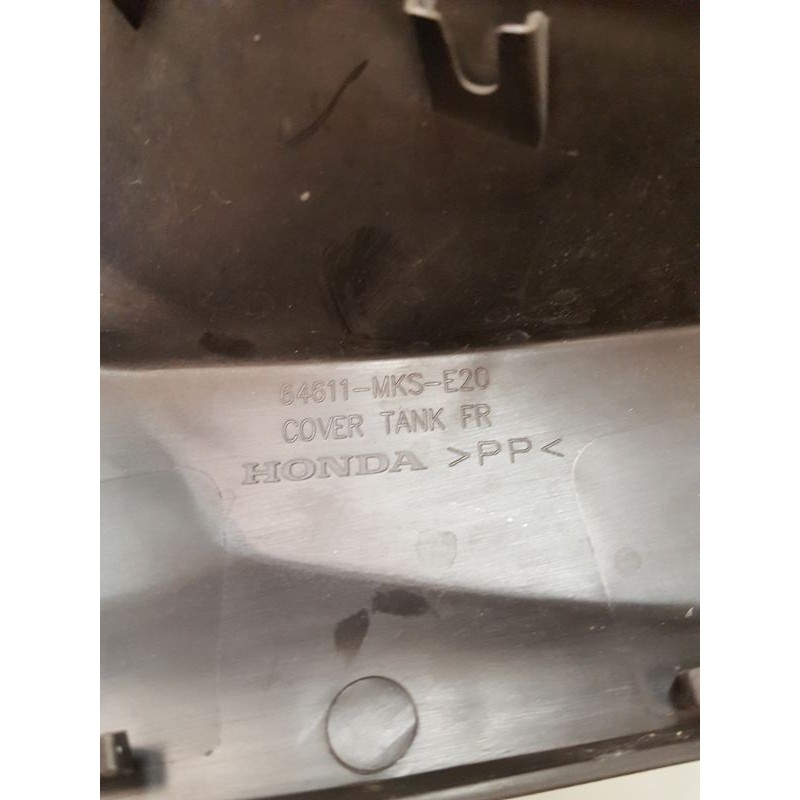 64611-MKS-E20
COVER TANK FR
HONDA >PP<